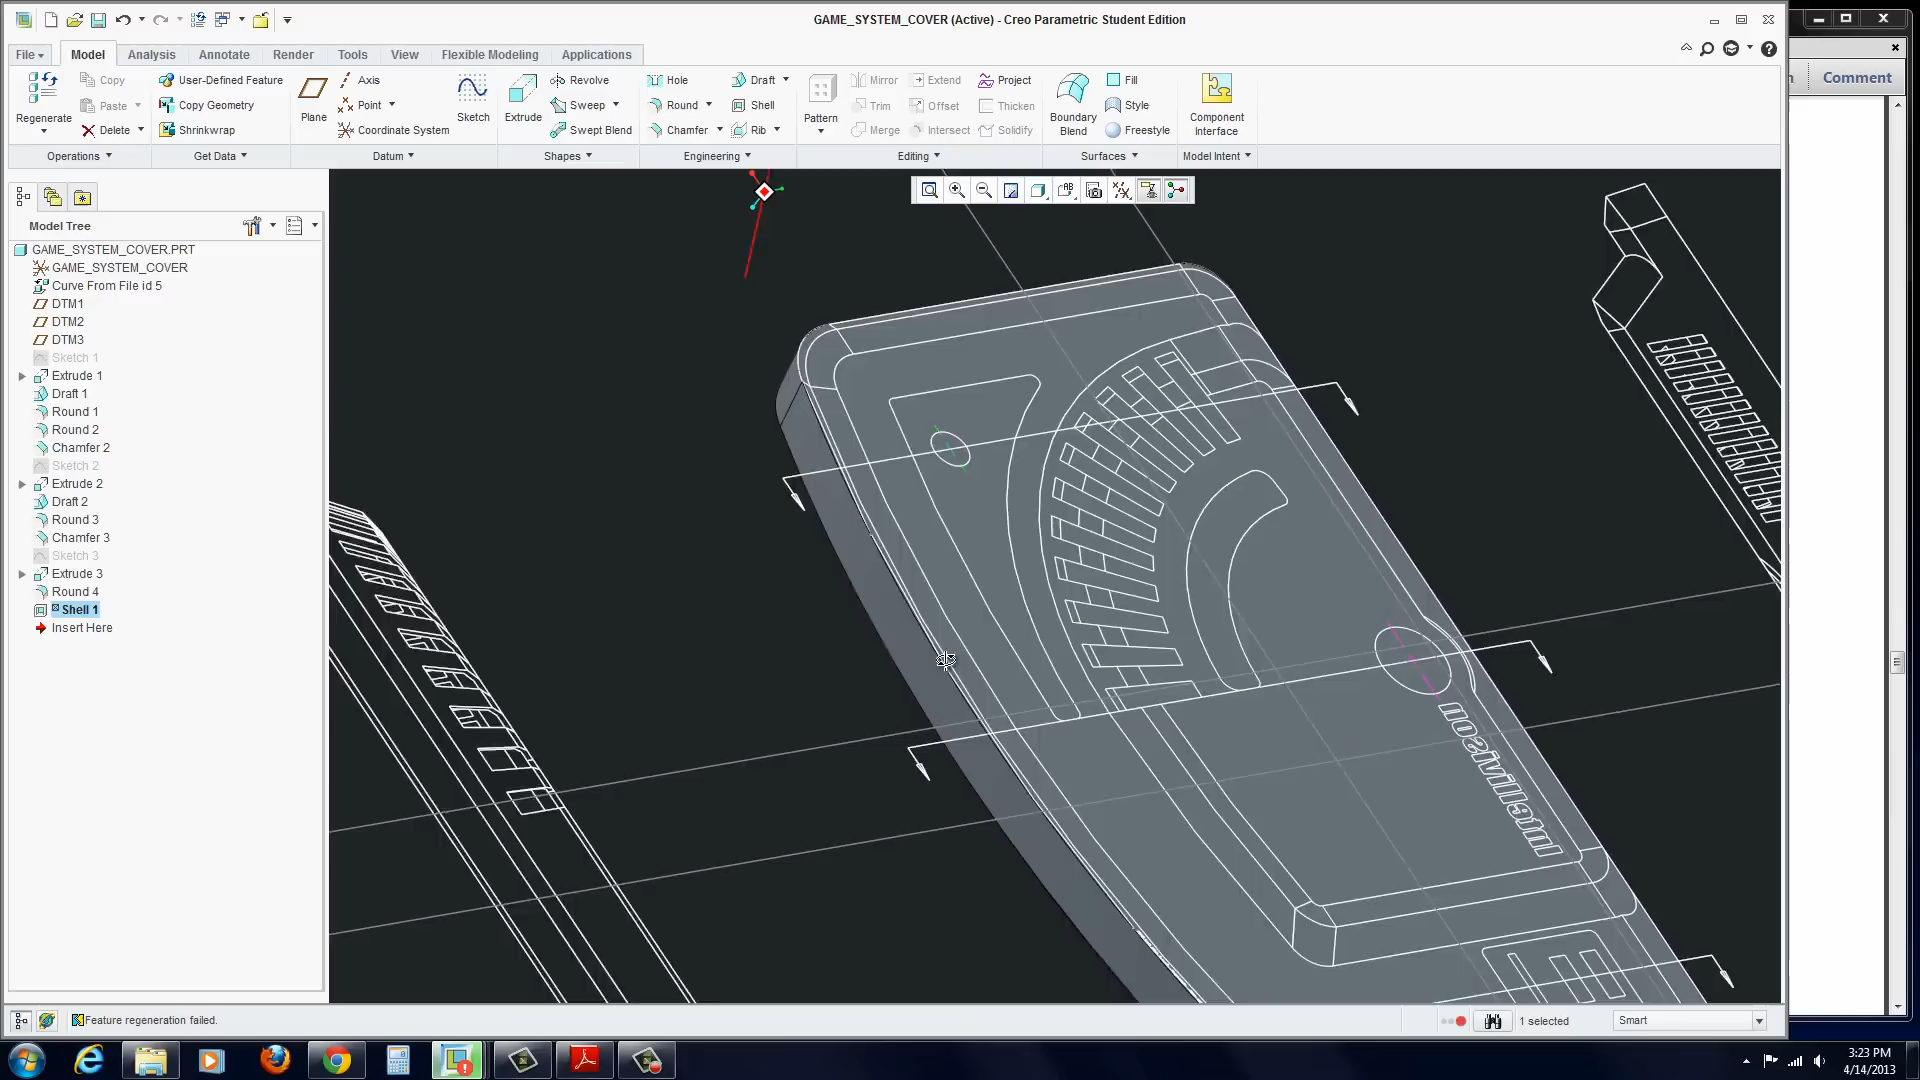 GAME_SYSTEM_COVER (Active) - Creo Parametric Student Edition
File Model Analysis Annotate Render Tools View Flexible Modeling Applications
Regenerate Copy Paste Delete
User-Defined Feature Copy Geometry Shrinkwrap
Plane Axis Point Coordinate System Sketch
Extrude Revolve Sweep Swept Blend
Hole Round Chamfer Draft Shell Rib
Pattern Mirror Trim Merge Extend Offset Intersect Project Thicken Solidify
Boundary Blend Fill Style Freestyle
Component Interface
Operations Get Data Datum Shapes Engineering Editing Surfaces Model Intent
Comment
Model Tree
GAME_SYSTEM_COVER.PRT
GAME_SYSTEM_COVER
Curve From File id 5
DTM1
DTM2
DTM3
Sketch 1
Extrude 1
Draft 1
Round 1
Round 2
Chamfer 2
Sketch 2
Extrude 2
Draft 2
Round 3
Chamfer 3
Sketch 3
Extrude 3
Round 4
Shell 1
Insert Here
intellivision
Feature regeneration failed.
1 selected
Smart
3:23 PM
4/14/2013